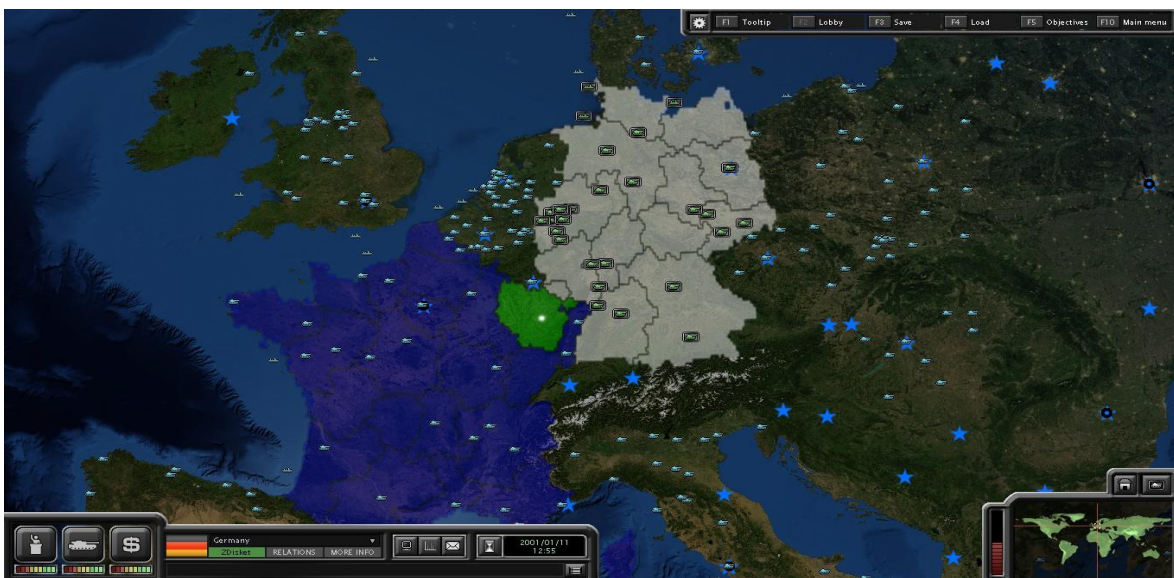 F1 Tooltip F2 Lobby F3 Save F4 Load F5 Objectives F10 Main menu
Germany
ZDisket RELATIONS MORE INFO
2001/01/11
12:55
$